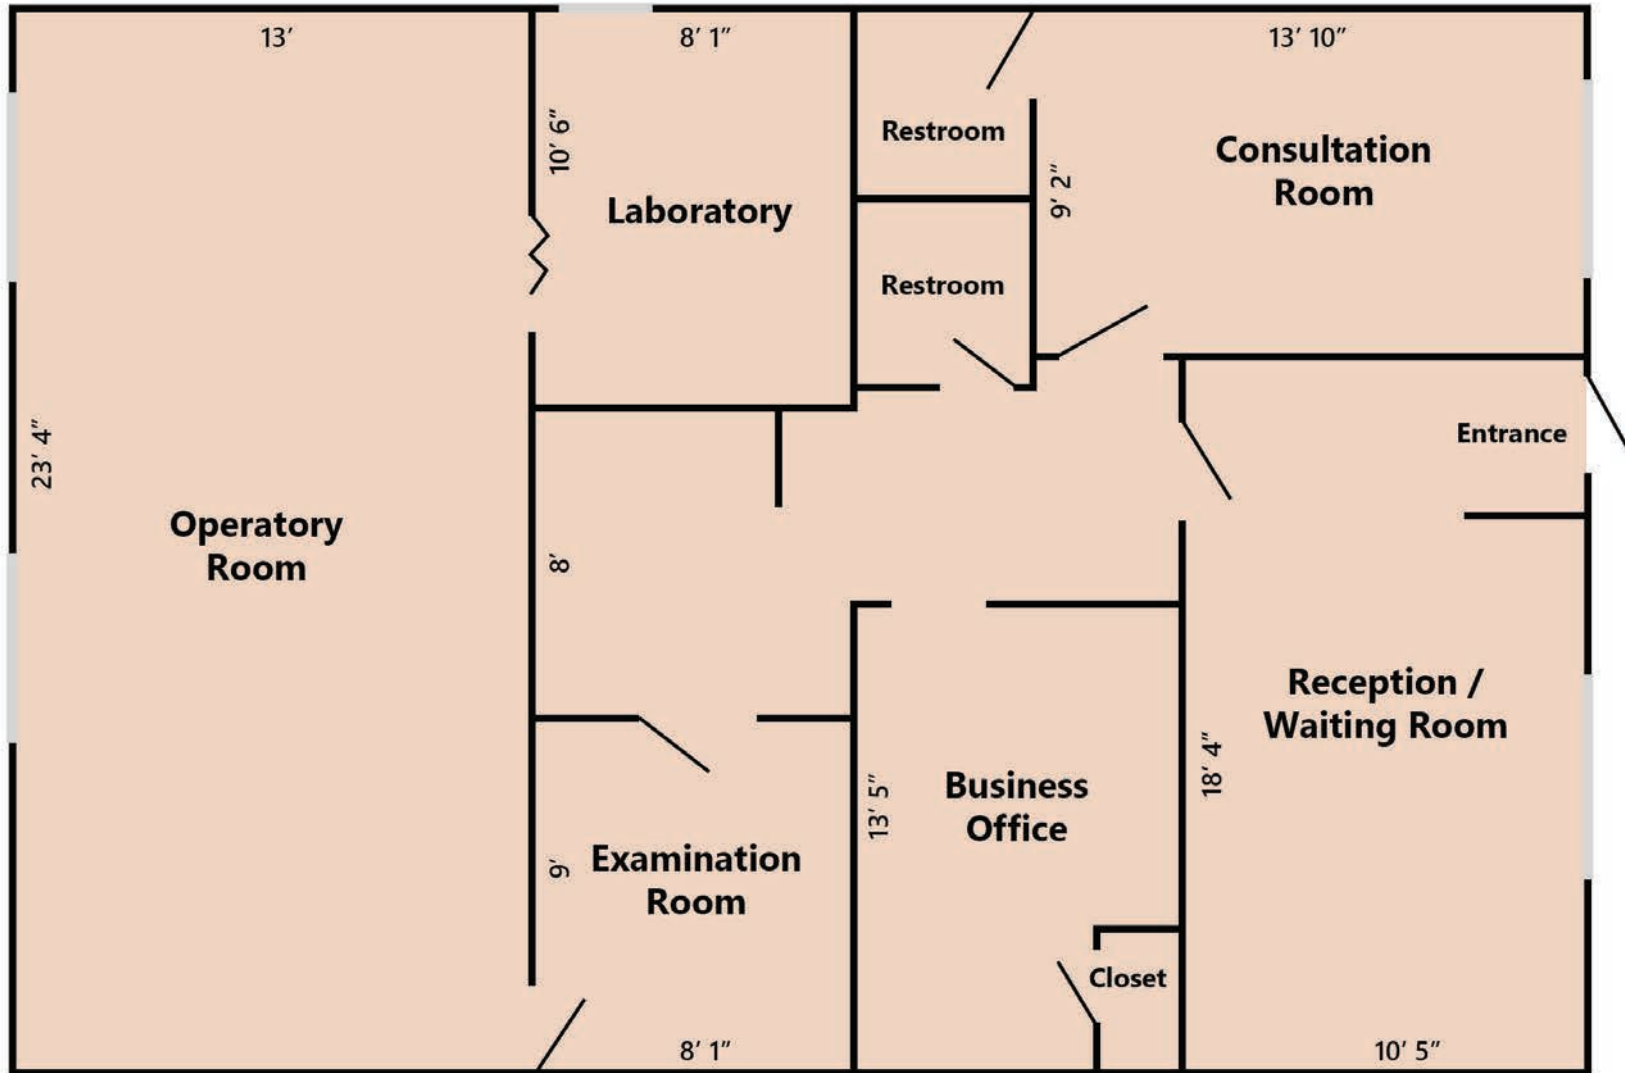 13′
8′ 1″
13′ 10″
10′ 6″
Restroom
Consultation
Room
9′ 2″
Laboratory
Restroom
Entrance
23′ 4″
Operatory
Room
8′
Reception /
Waiting Room
18′ 4″
Business
Office
13′ 5″
Examination
Room
9′
Closet
8′ 1″
10′ 5″